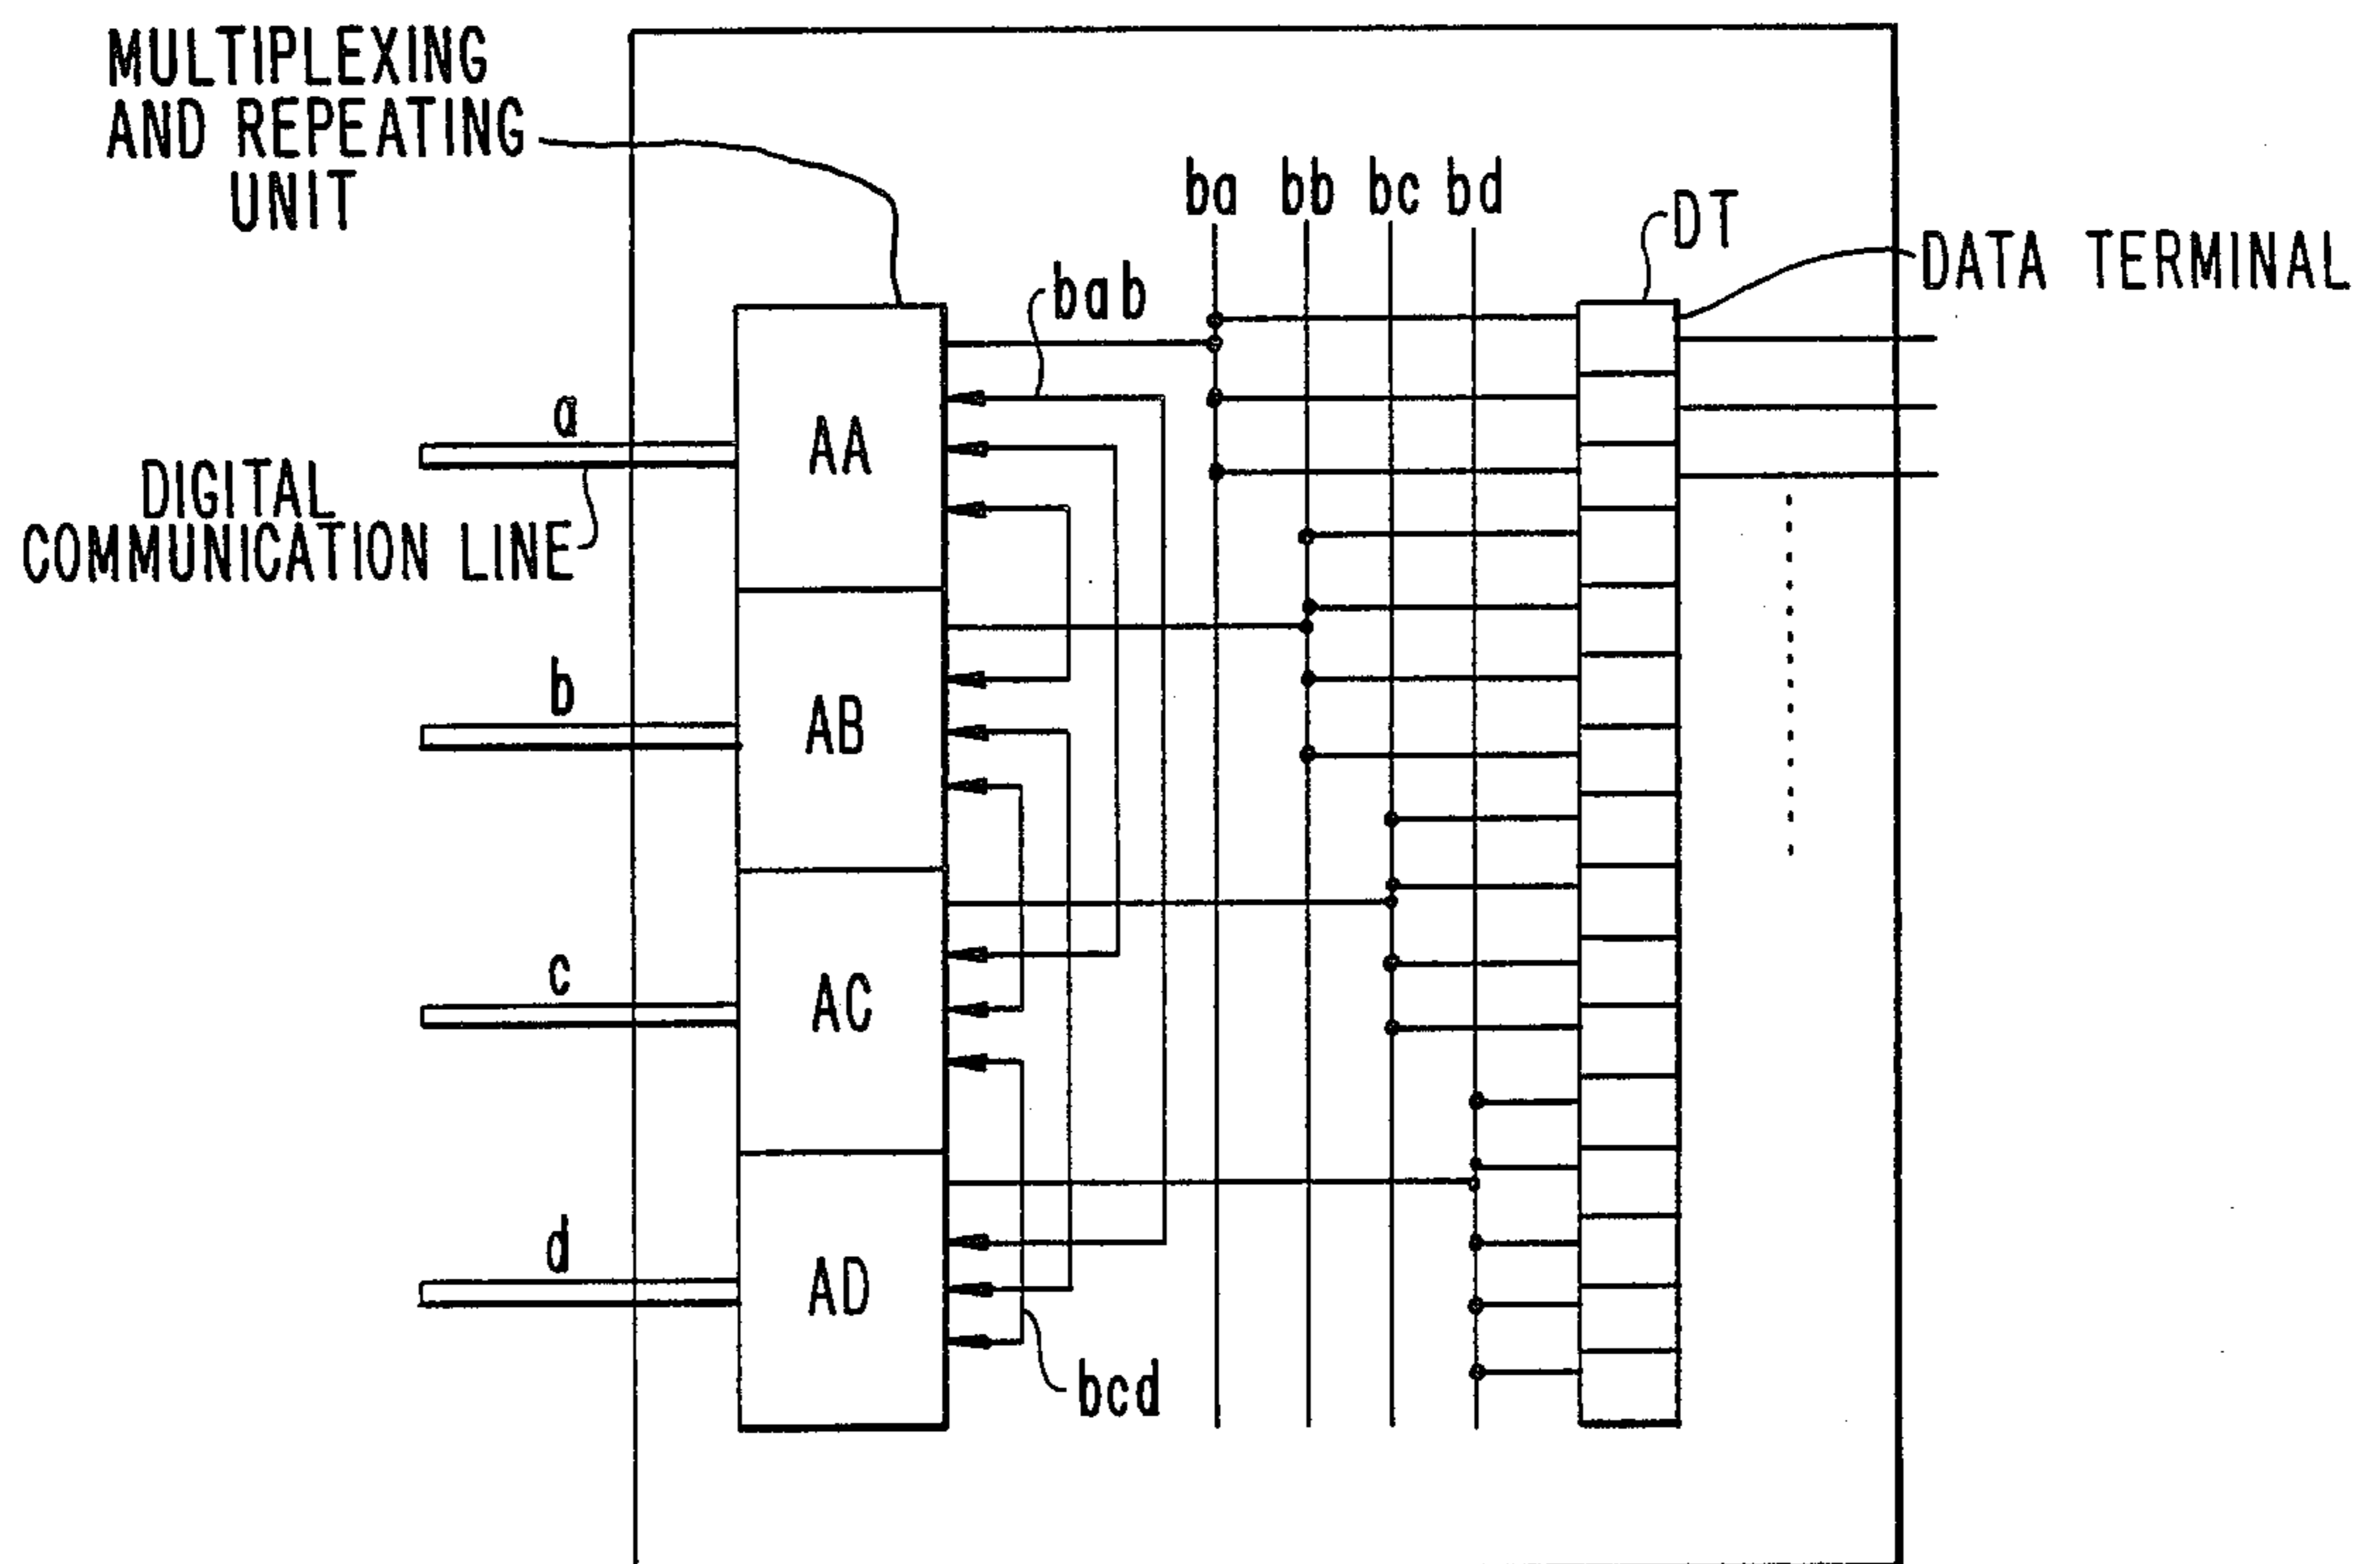 MULTIPLEXING
AND REPEATING
UNIT
ba bb bc bd
DT
DATA TERMINAL
bab
a
AA
DIGITAL
COMMUNICATION LINE
b
AB
c
AC
d
AD
bcd